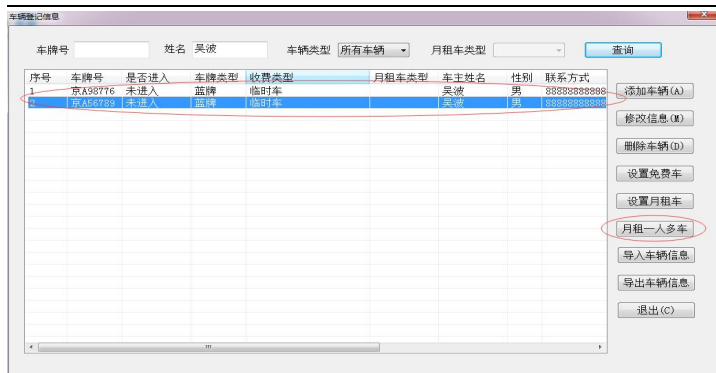 车辆登记信息
车牌号 姓名 吴波 车辆类型 所有车辆 月租车类型 查询
序号 车牌号 是否进入 车牌类型 收费类型 月租车类型 车主姓名 性别 联系方式
1 京A98776 未进入 蓝牌 临时车 吴波 男 88888888888
2 京A56789 未进入 蓝牌 临时车 吴波 男 88888888888
添加车辆(A)
修改信息(M)
删除车辆(D)
设置免费车
设置月租车
月租一人多车
导入车辆信息
导出车辆信息
退出(C)